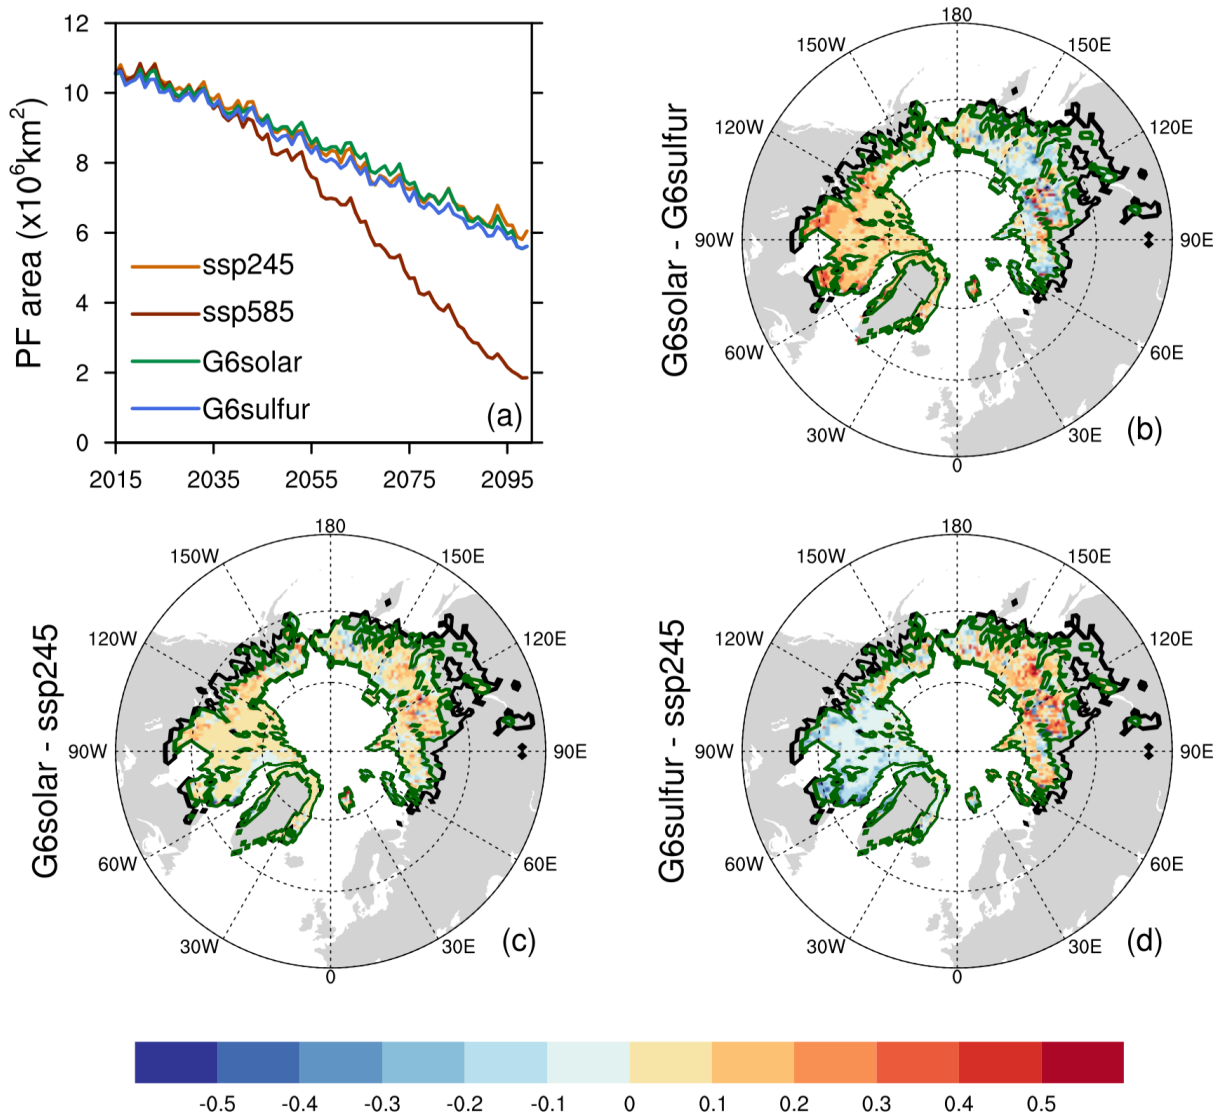 PF area (x10⁶km²)
12
10
8
6
4
2
0
ssp245
ssp585
G6solar
G6sulfur
(a)
2015 2035 2055 2075 2095
G6solar - G6sulfur
180
150W 150E
120W 120E
90W 90E
60W 60E
30W 30E
0
(b)
G6solar - ssp245
180
150W 150E
120W 120E
90W 90E
60W 60E
30W 30E
0
(c)
G6sulfur - ssp245
180
150W 150E
120W 120E
90W 90E
60W 60E
30W 30E
0
(d)
-0.5 -0.4 -0.3 -0.2 -0.1 0 0.1 0.2 0.3 0.4 0.5